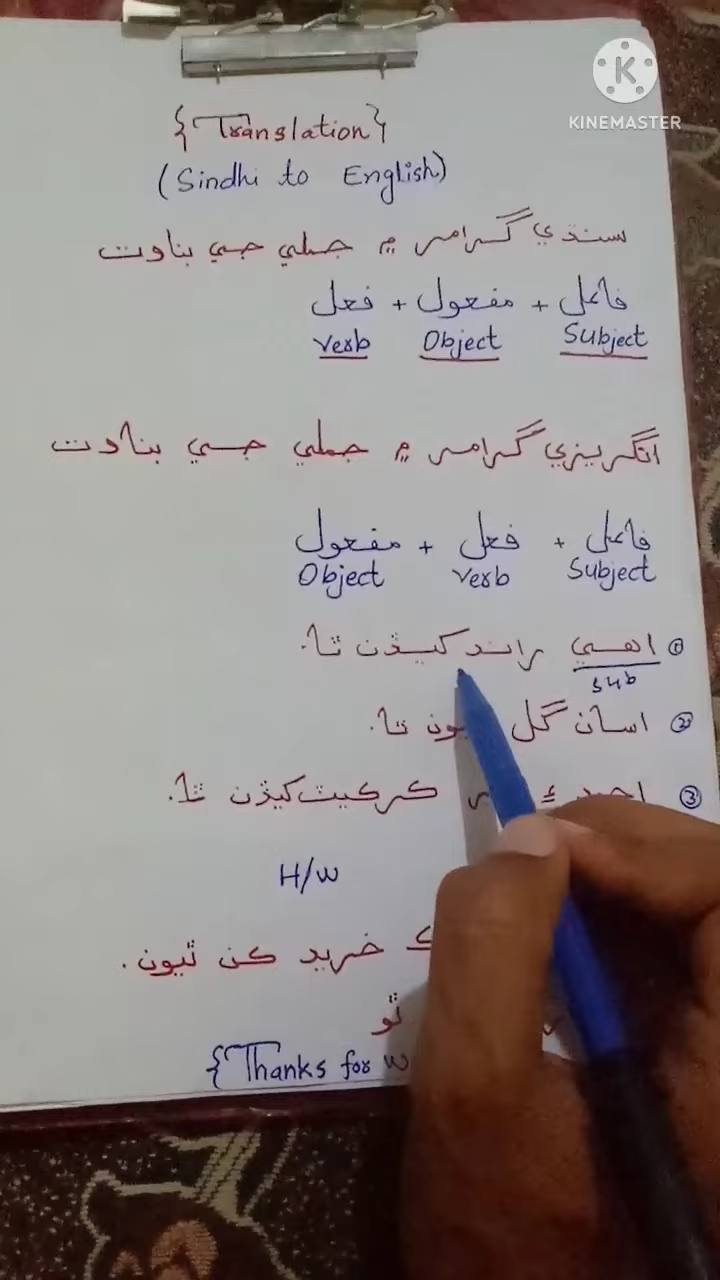 KINEMASTER
{Translation}
(Sindhi to English)
سنڌي گرامر ۾ جملي جي بناوت
فاعل + مفعول + فعل
Subject Object Verb
انگريزي گرامر ۾ جملي جي بناوت
فاعل + فعل + مفعول
Subject Verb Object
① اهي راند کيڏن ٿا.
sub
② اسان گل ٿا.
③ ڪرڪيٽ کيڏن ٿا.
H/W
خريد ڪن ٿيون.
ٿو
{Thanks for